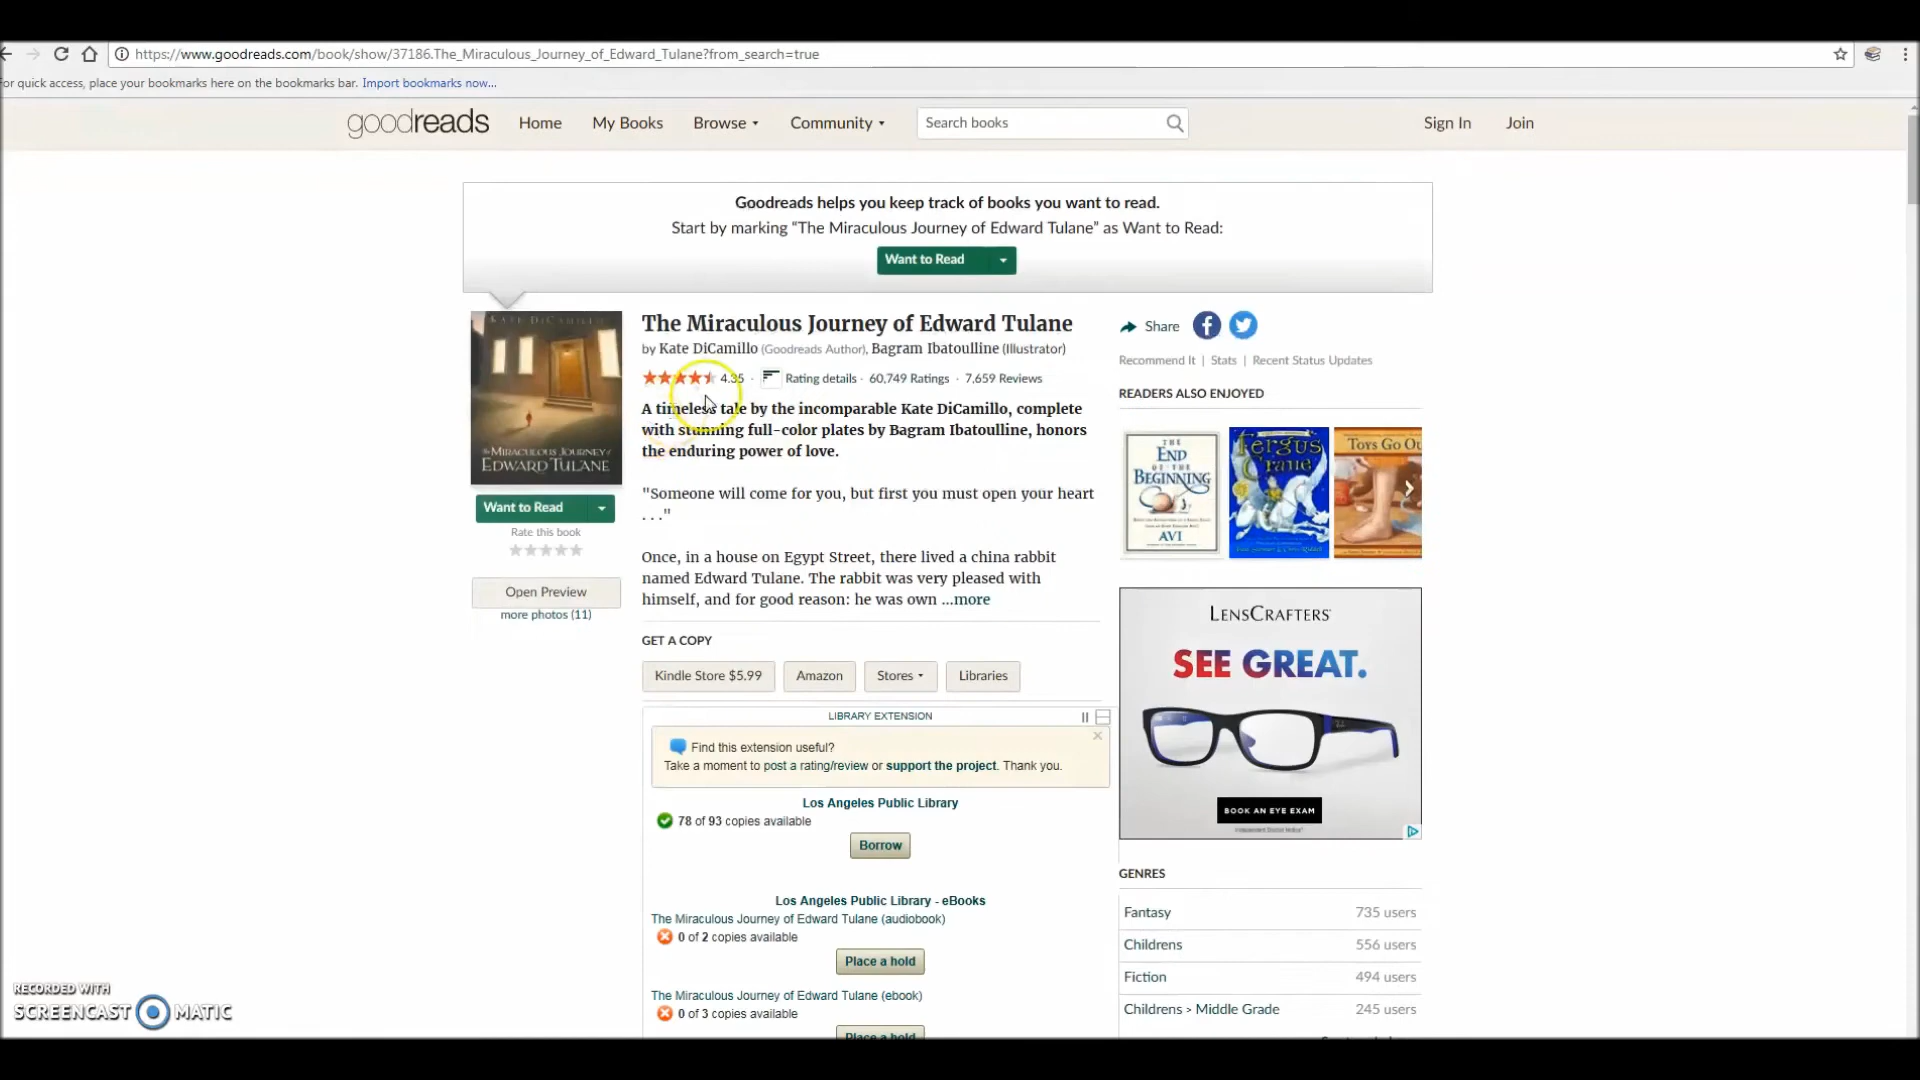 https://www.goodreads.com/book/show/37186.The_Miraculous_Journey_of_Edward_Tulane?from_search=true
or quick access, place your bookmarks here on the bookmarks bar. Import bookmarks now...
goodreads Home My Books Browse Community Search books Sign In Join
Goodreads helps you keep track of books you want to read.
Start by marking “The Miraculous Journey of Edward Tulane” as Want to Read:
Want to Read
KATE DICAMILLO
The MIRACULOUS JOURNEY of
EDWARD TULANE
Want to Read
Rate this book
Open Preview
more photos (11)
The Miraculous Journey of Edward Tulane
by Kate DiCamillo (Goodreads Author), Bagram Ibatoulline (Illustrator)
4.35 · Rating details · 60,749 Ratings · 7,659 Reviews
A timeless tale by the incomparable Kate DiCamillo, complete
with stunning full-color plates by Bagram Ibatoulline, honors
the enduring power of love.
"Someone will come for you, but first you must open your heart
. . ."
Once, in a house on Egypt Street, there lived a china rabbit
named Edward Tulane. The rabbit was very pleased with
himself, and for good reason: he was own ...more
GET A COPY
Kindle Store $5.99 Amazon Stores Libraries
LIBRARY EXTENSION
Find this extension useful?
Take a moment to post a rating/review or support the project. Thank you.
Los Angeles Public Library
78 of 93 copies available
Borrow
Los Angeles Public Library - eBooks
The Miraculous Journey of Edward Tulane (audiobook)
0 of 2 copies available
Place a hold
The Miraculous Journey of Edward Tulane (ebook)
0 of 3 copies available
Place a hold
Share
Recommend It | Stats | Recent Status Updates
READERS ALSO ENJOYED
THE
END
OF THE
BEGINNING
AVI
Fergus
Crane
Toys Go Ou
LENSCRAFTERS
SEE GREAT.
BOOK AN EYE EXAM
GENRES
Fantasy 735 users
Childrens 556 users
Fiction 494 users
Childrens > Middle Grade 245 users
RECORDED WITH
SCREENCAST MATIC